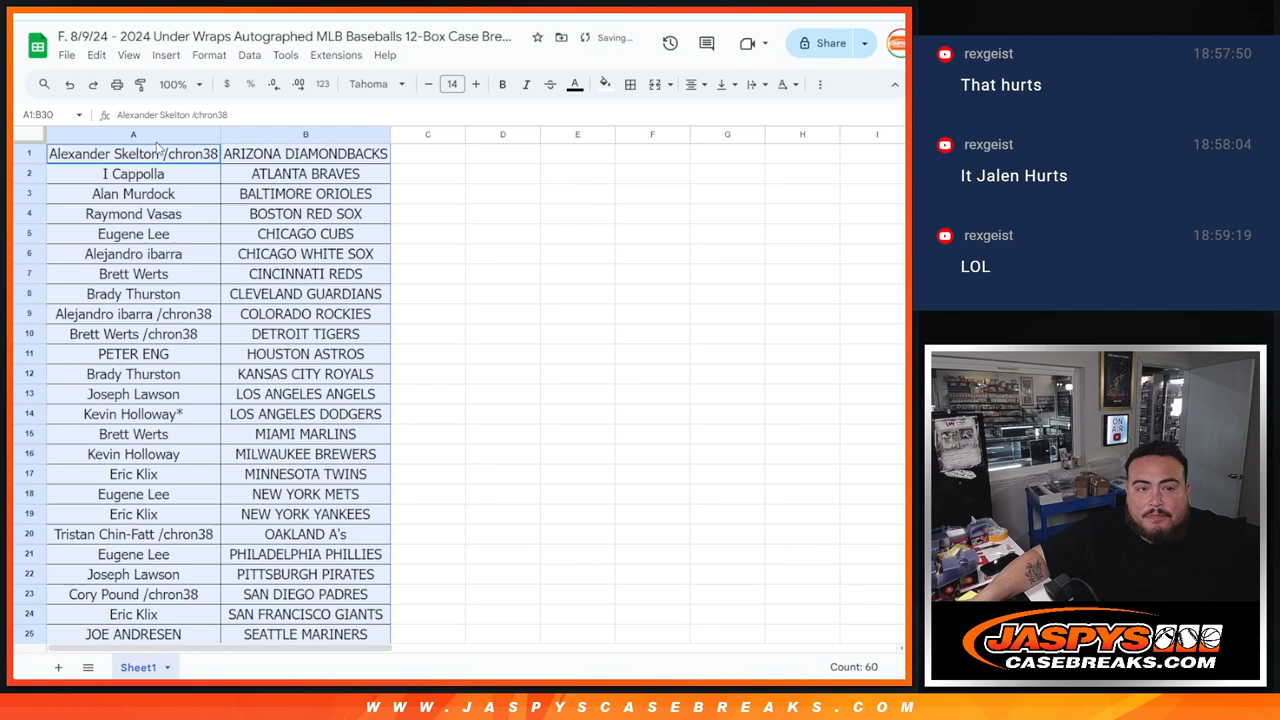 F. 8/9/24 - 2024 Under Wraps Autographed MLB Baseballs 12-Box Case Bre...
Saving...
Share
File Edit View Insert Format Data Tools Extensions Help
100% $ % .0 .00 123 Tahoma 14 B I A
A1:B30 fx Alexander Skelton /chron38
A B C D E F G H I
1 Alexander Skelton /chron38 ARIZONA DIAMONDBACKS
2 I Cappolla ATLANTA BRAVES
3 Alan Murdock BALTIMORE ORIOLES
4 Raymond Vasas BOSTON RED SOX
5 Eugene Lee CHICAGO CUBS
6 Alejandro ibarra CHICAGO WHITE SOX
7 Brett Werts CINCINNATI REDS
8 Brady Thurston CLEVELAND GUARDIANS
9 Alejandro ibarra /chron38 COLORADO ROCKIES
10 Brett Werts /chron38 DETROIT TIGERS
11 PETER ENG HOUSTON ASTROS
12 Brady Thurston KANSAS CITY ROYALS
13 Joseph Lawson LOS ANGELES ANGELS
14 Kevin Holloway* LOS ANGELES DODGERS
15 Brett Werts MIAMI MARLINS
16 Kevin Holloway MILWAUKEE BREWERS
17 Eric Klix MINNESOTA TWINS
18 Eugene Lee NEW YORK METS
19 Eric Klix NEW YORK YANKEES
20 Tristan Chin-Fatt /chron38 OAKLAND A's
21 Eugene Lee PHILADELPHIA PHILLIES
22 Joseph Lawson PITTSBURGH PIRATES
23 Cory Pound /chron38 SAN DIEGO PADRES
24 Eric Klix SAN FRANCISCO GIANTS
25 JOE ANDRESEN SEATTLE MARINERS
Sheet1
Count: 60
rexgeist 18:57:50
That hurts
rexgeist 18:58:04
It Jalen Hurts
rexgeist 18:59:19
LOL
ON AIR
JASPYS
CASEBREAKS.COM
WWW.JASPYSCASEBREAKS.COM